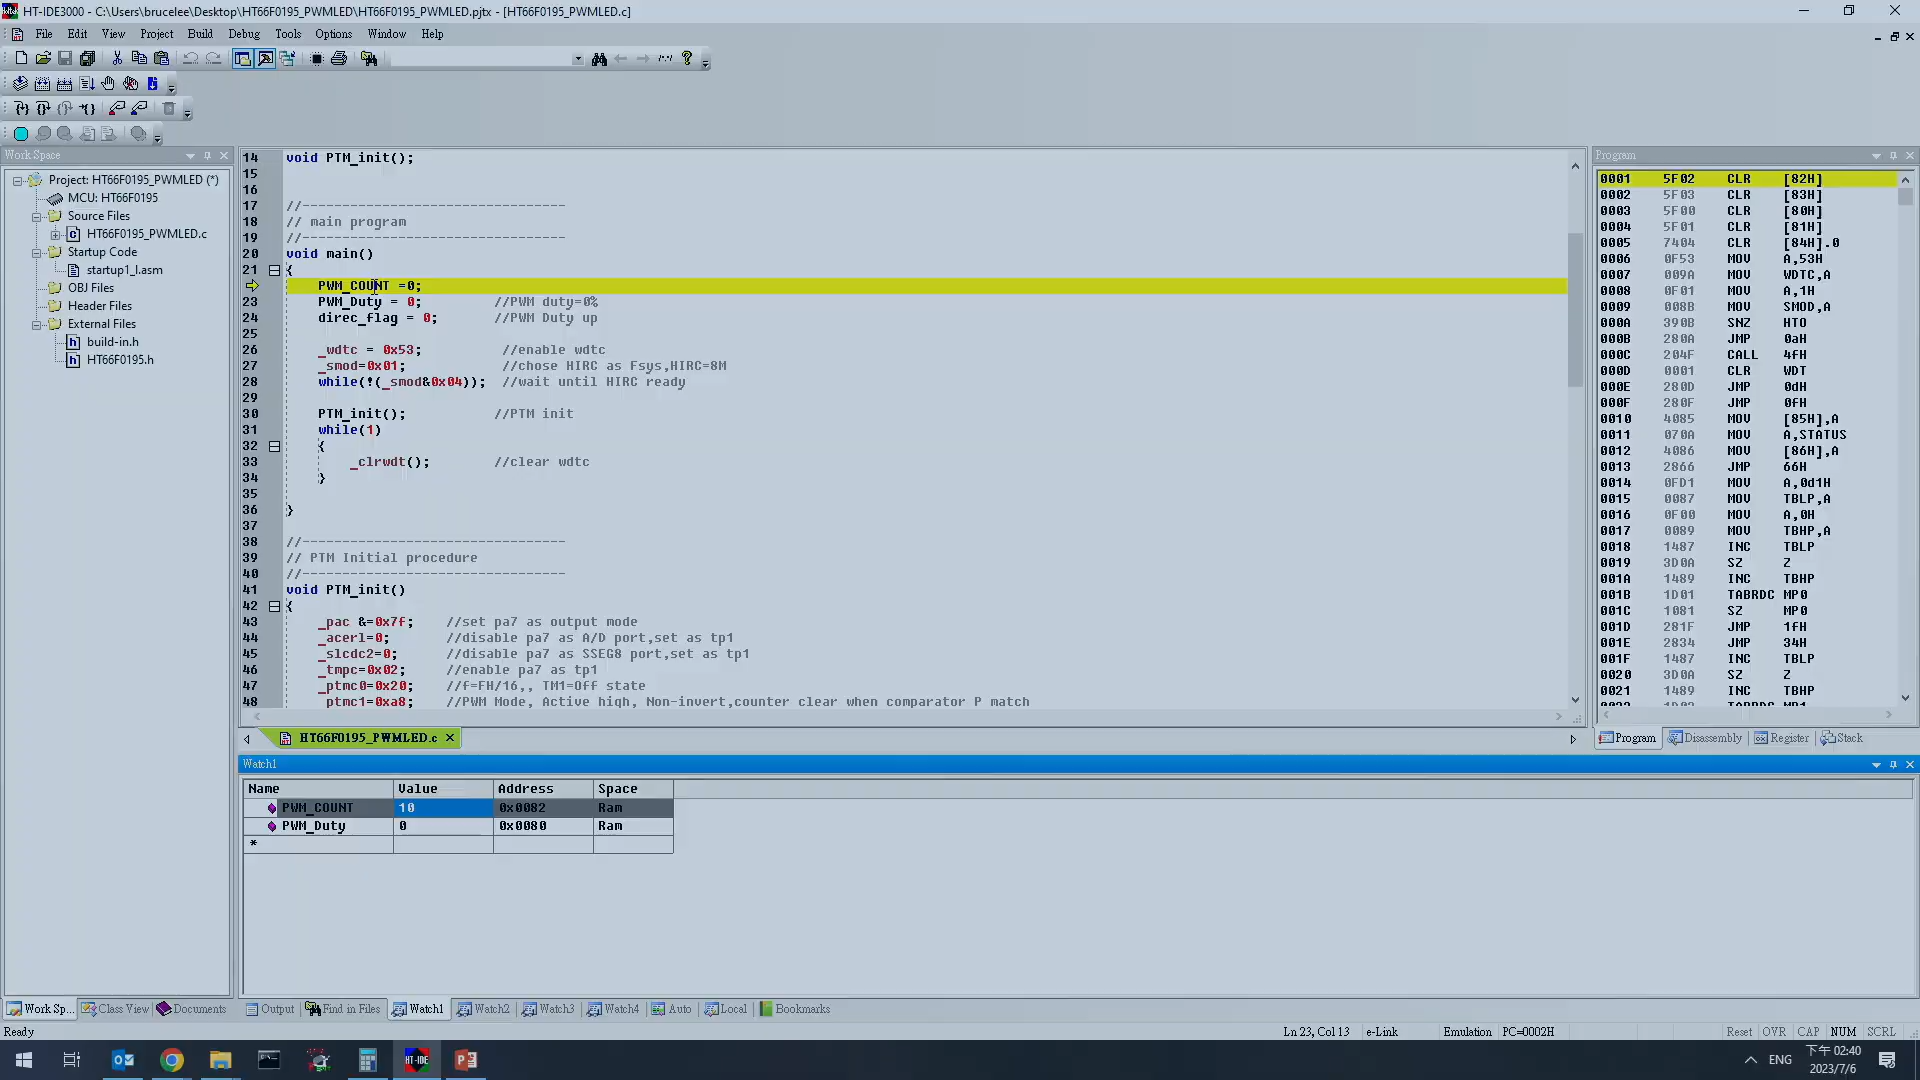 HT-IDE3000 - C:\Users\brucelee\Desktop\HT66F0195_PWMLED\HT66F0195_PWMLED.pjtx - [HT66F0195_PWMLED.c]
File Edit View Project Build Debug Tools Options Window Help
Work Space
Project: HT66F0195_PWMLED (*)
MCU: HT66F0195
Source Files
HT66F0195_PWMLED.c
Startup Code
startup1_l.asm
OBJ Files
Header Files
External Files
build-in.h
HT66F0195.h
14 void PTM_init();
15
16
17 //---------------------------------
18 // main program
19 //---------------------------------
20 void main()
21 {
PWM_COUNT =0;
23 PWM_Duty = 0; //PWM duty=0%
24 direc_flag = 0; //PWM Duty up
25
26 _wdtc = 0x53; //enable wdtc
27 _smod=0x01; //chose HIRC as Fsys,HIRC=8M
28 while(!(_smod&0x04)); //wait until HIRC ready
29
30 PTM_init(); //PTM init
31 while(1)
32 {
33 _clrwdt(); //clear wdtc
34 }
35
36 }
37
38 //---------------------------------
39 // PTM Initial procedure
40 //---------------------------------
41 void PTM_init()
42 {
43 _pac &=0x7f; //set pa7 as output mode
44 _acerl=0; //disable pa7 as A/D port,set as tp1
45 _slcdc2=0; //disable pa7 as SSEG8 port,set as tp1
46 _tmpc=0x02; //enable pa7 as tp1
47 _ptmc0=0x20; //f=FH/16,, TM1=Off state
48 _ptmc1=0xa8; //PWM Mode, Active high, Non-invert,counter clear when comparator P match
HT66F0195_PWMLED.c
Program
0001 5F02 CLR [82H]
0002 5F03 CLR [83H]
0003 5F00 CLR [80H]
0004 5F01 CLR [81H]
0005 7404 CLR [84H].0
0006 0F53 MOV A,53H
0007 009A MOV WDTC,A
0008 0F01 MOV A,1H
0009 008B MOV SMOD,A
000A 390B SNZ HTO
000B 280A JMP 0aH
000C 204F CALL 4fH
000D 0001 CLR WDT
000E 280D JMP 0dH
000F 280F JMP 0fH
0010 4085 MOV [85H],A
0011 070A MOV A,STATUS
0012 4086 MOV [86H],A
0013 2866 JMP 66H
0014 0FD1 MOV A,0d1H
0015 0087 MOV TBLP,A
0016 0F00 MOV A,0H
0017 0089 MOV TBHP,A
0018 1487 INC TBLP
0019 3D0A SZ Z
001A 1489 INC TBHP
001B 1D01 TABRDC MP0
001C 1081 SZ MP0
001D 281F JMP 1fH
001E 2834 JMP 34H
001F 1487 INC TBLP
0020 3D0A SZ Z
0021 1489 INC TBHP
0022 1D03 TABRDC MP1
Program Disassembly Register Stack
Watch1
Name Value Address Space
PWM_COUNT 10 0x0082 Ram
PWM_Duty 0 0x0080 Ram
*
Work Sp... Class View Documents Output Find in Files Watch1 Watch2 Watch3 Watch4 Auto Local Bookmarks
Ready Ln 23, Col 13 e-Link Emulation PC=0002H Reset OVR CAP NUM SCRL
ENG 下午 02:40
2023/7/6